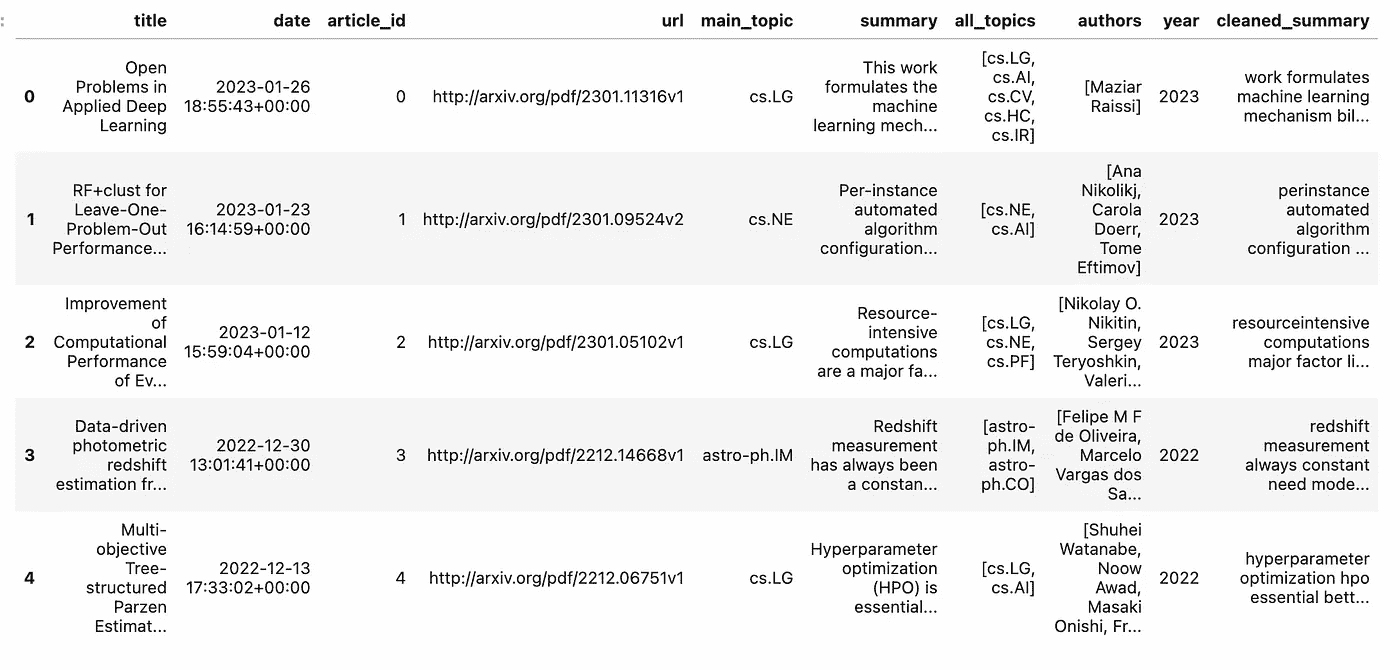 title date article_id url main_topic summary all_topics authors year cleaned_summary
0
Open
Problems in
Applied Deep
Learning
2023-01-26
18:55:43+00:00
0
http://arxiv.org/pdf/2301.11316v1
cs.LG
This work
formulates the
machine
learning mech...
[cs.LG,
cs.AI,
cs.CV,
cs.HC,
cs.IR]
[Maziar
Raissi]
2023
work formulates
machine learning
mechanism bil...
1
RF+clust for
Leave-One-
Problem-Out
Performance...
2023-01-23
16:14:59+00:00
1
http://arxiv.org/pdf/2301.09524v2
cs.NE
Per-instance
automated
algorithm
configuration...
[cs.NE,
cs.AI]
[Ana
Nikolikj,
Carola
Doerr,
Tome
Eftimov]
2023
perinstance
automated
algorithm
configuration ...
2
Improvement
of
Computational
Performance
of Ev...
2023-01-12
15:59:04+00:00
2
http://arxiv.org/pdf/2301.05102v1
cs.LG
Resource-
intensive
computations
are a major fa...
[cs.LG,
cs.NE,
cs.PF]
[Nikolay O.
Nikitin,
Sergey
Teryoshkin,
Valeri...
2023
resourceintensive
computations
major factor li...
3
Data-driven
photometric
redshift
estimation fr...
2022-12-30
13:01:41+00:00
3
http://arxiv.org/pdf/2212.14668v1
astro-ph.IM
Redshift
measurement
has always been
a constan...
[astro-
ph.IM,
astro-
ph.CO]
[Felipe M F
de Oliveira,
Marcelo
Vargas dos
Sa...
2022
redshift
measurement
always constant
need mode...
4
Multi-
objective
Tree-
structured
Parzen
Estimat...
2022-12-13
17:33:02+00:00
4
http://arxiv.org/pdf/2212.06751v1
cs.LG
Hyperparameter
optimization
(HPO) is
essential...
[cs.LG,
cs.AI]
[Shuhei
Watanabe,
Noow
Awad,
Masaki
Onishi, Fr...
2022
hyperparameter
optimization hpo
essential bett...